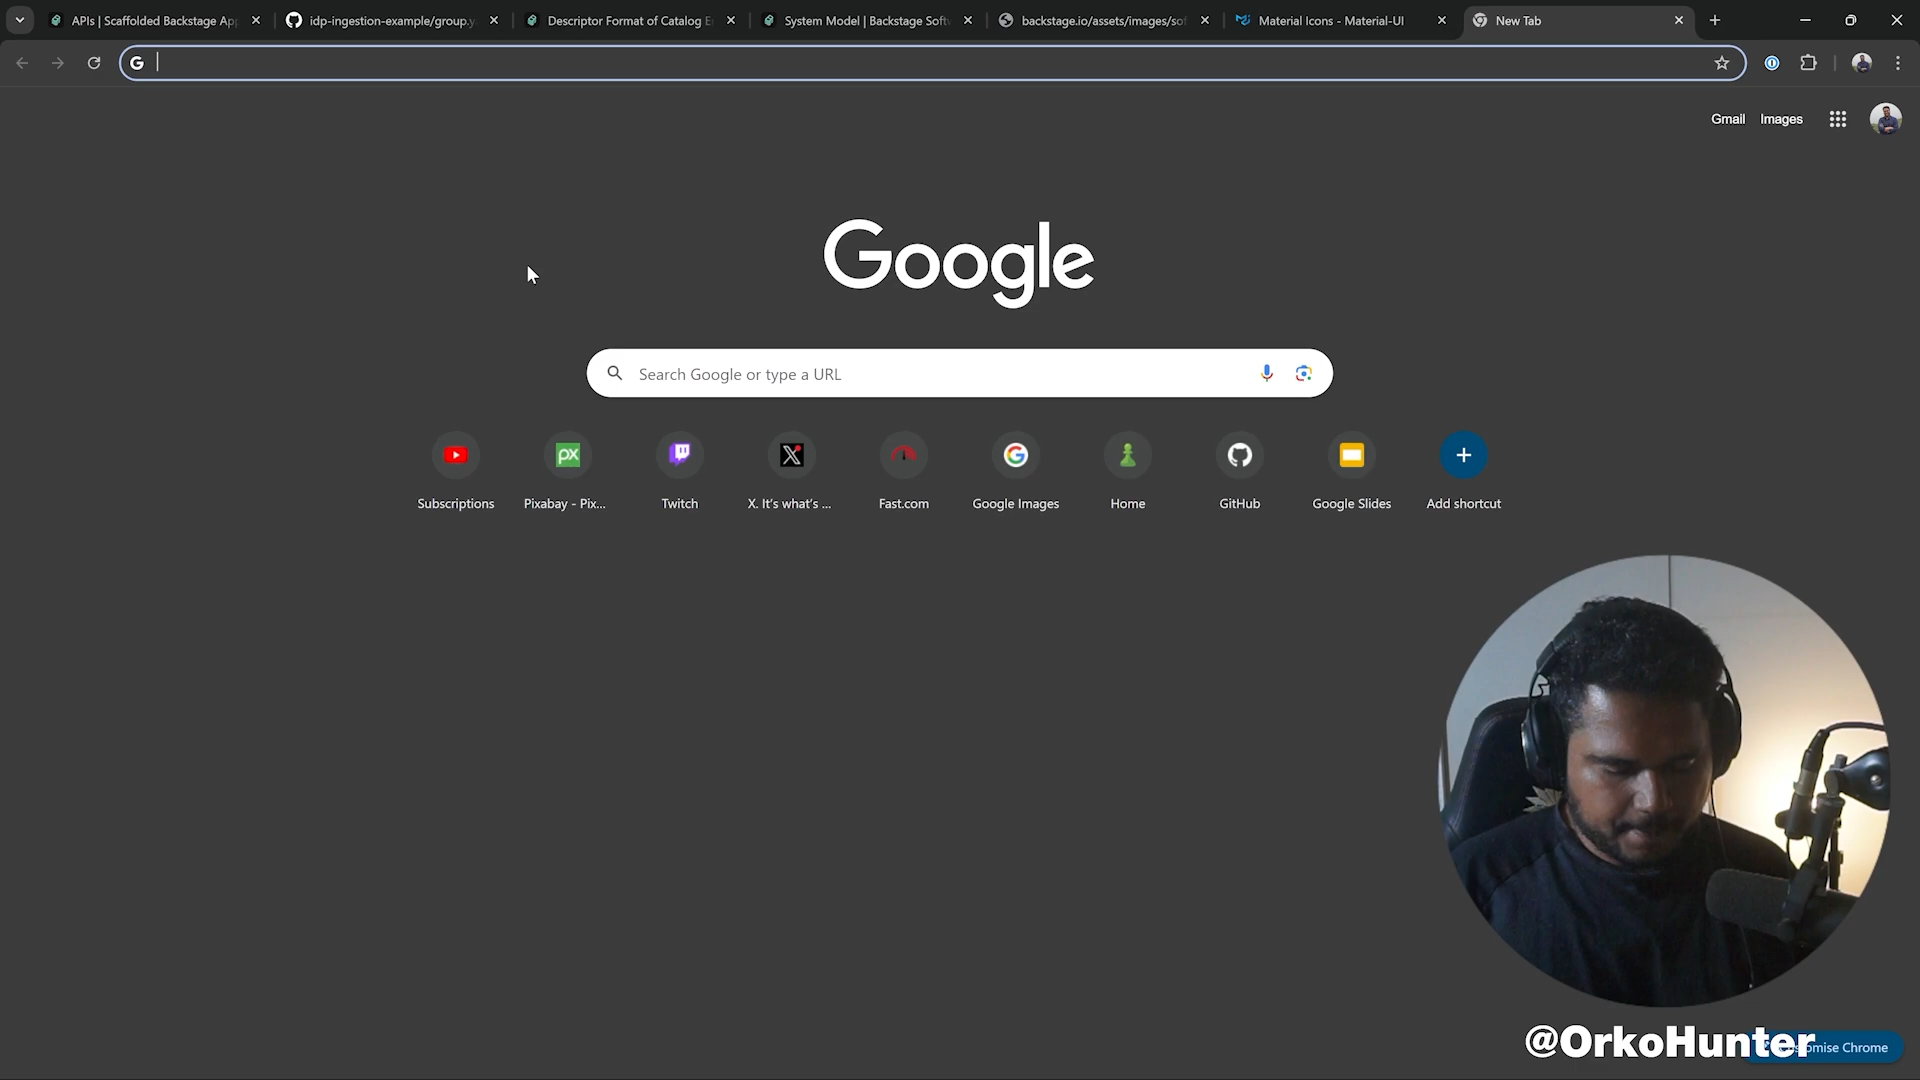 APIs | Scaffolded Backstage Ap
idp-ingestion-example/group.y
Descriptor Format of Catalog E
System Model | Backstage Soft
backstage.io/assets/images/sof
Material Icons - Material-UI
New Tab
Gmail
Images
Google
Search Google or type a URL
Subscriptions
Pixabay - Pix...
Twitch
X. It's what's ...
Fast.com
Google Images
Home
GitHub
Google Slides
Add shortcut
@OrkoHunter
Chrome